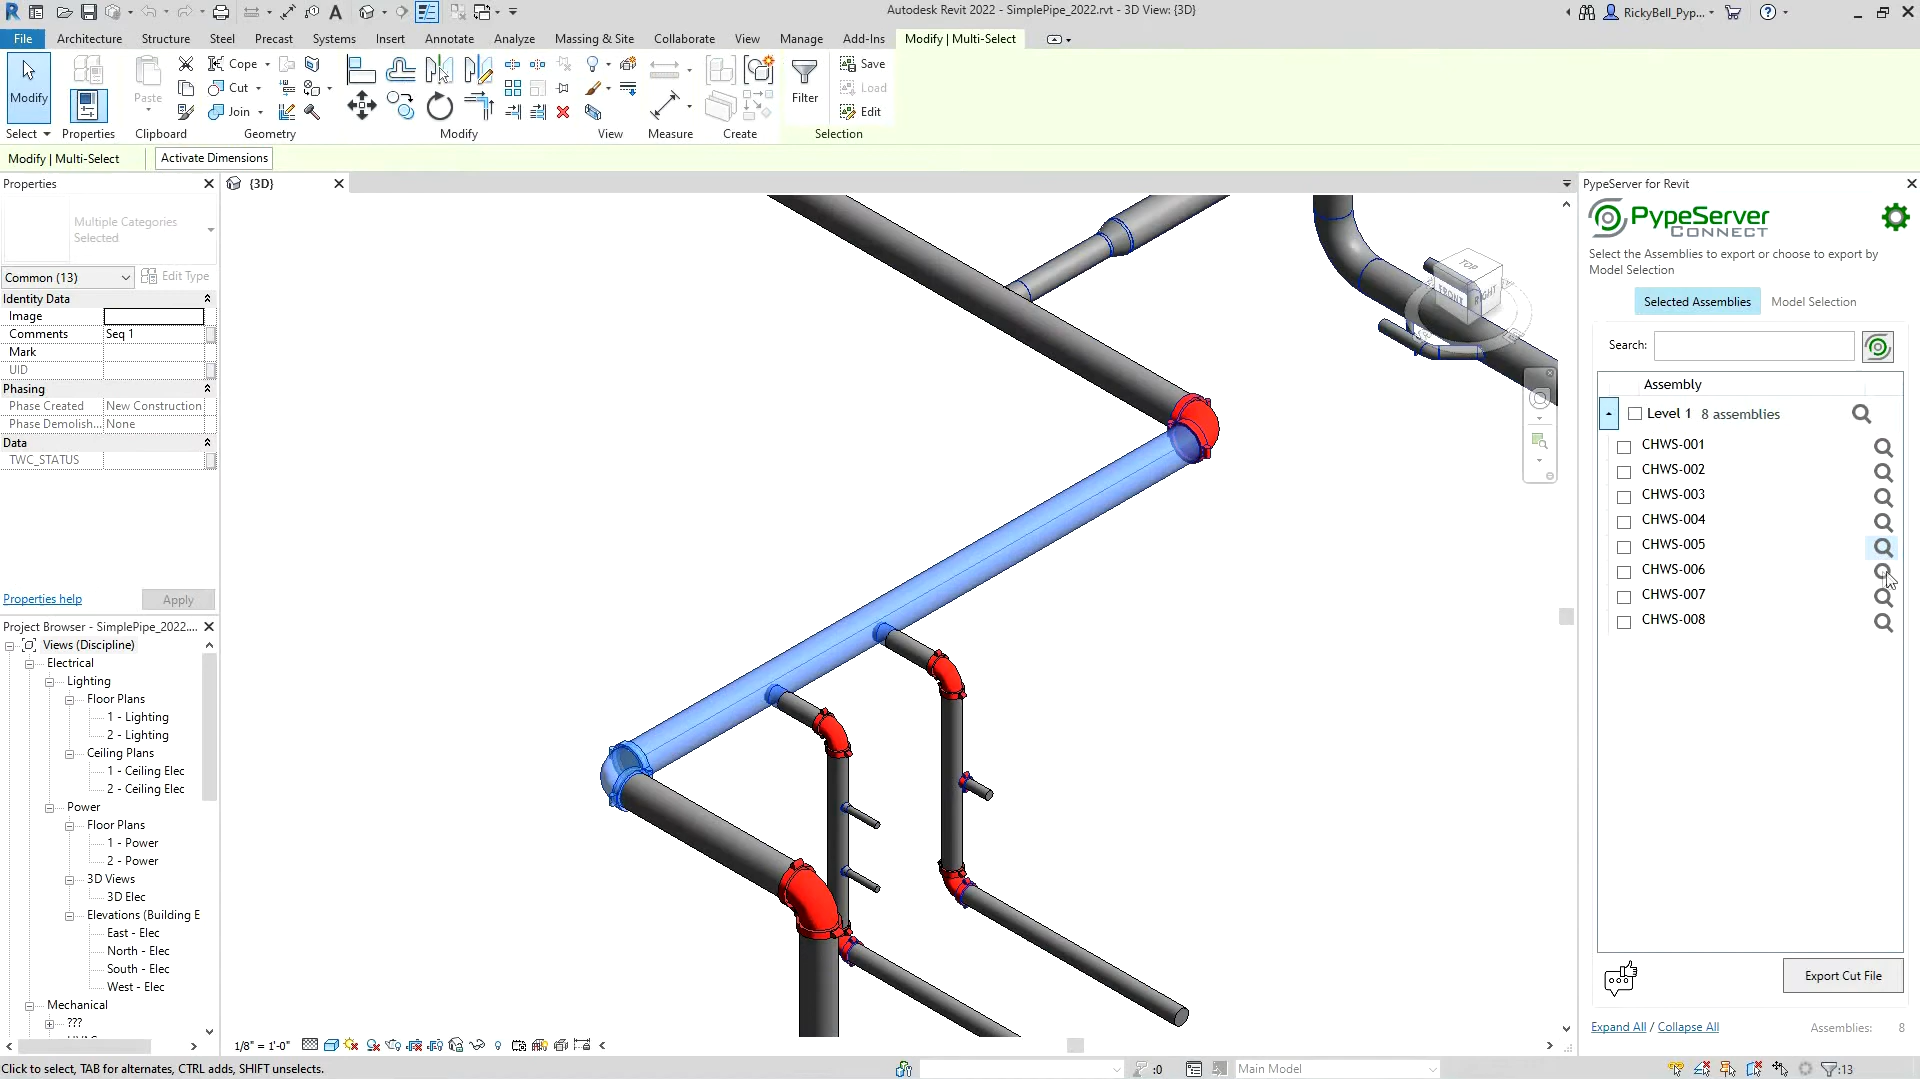 Autodesk Revit 2022 - SimplePipe_2022.rvt - 3D View: {3D}
RickyBell_Pyp...
File Architecture Structure Steel Precast Systems Insert Annotate Analyze Massing & Site Collaborate View Manage Add-Ins Modify | Multi-Select
Modify
Paste
Cope
Cut
Join
Filter
Save
Load
Edit
Select Properties Clipboard Geometry Modify View Measure Create Selection
Modify | Multi-Select Activate Dimensions
Properties
Multiple Categories
Selected
Common (13) Edit Type
Identity Data
Image
Comments Seq 1
Mark
UID
Phasing
Phase Created New Construction
Phase Demolish... None
Data
TWC_STATUS
Properties help Apply
Project Browser - SimplePipe_2022....
Views (Discipline)
Electrical
Lighting
Floor Plans
1 - Lighting
2 - Lighting
Ceiling Plans
1 - Ceiling Elec
2 - Ceiling Elec
Power
Floor Plans
1 - Power
2 - Power
3D Views
3D Elec
Elevations (Building E
East - Elec
North - Elec
South - Elec
West - Elec
Mechanical
???
{3D}
TOP
FRONT
RIGHT
1/8" = 1'-0"
PypeServer for Revit
PypeServer
CONNECT
Select the Assemblies to export or choose to export by
Model Selection
Selected Assemblies Model Selection
Search:
Assembly
Level 1 8 assemblies
CHWS-001
CHWS-002
CHWS-003
CHWS-004
CHWS-005
CHWS-006
CHWS-007
CHWS-008
Export Cut File
Expand All / Collapse All Assemblies: 8
Click to select, TAB for alternates, CTRL adds, SHIFT unselects.
:0
Main Model
:13